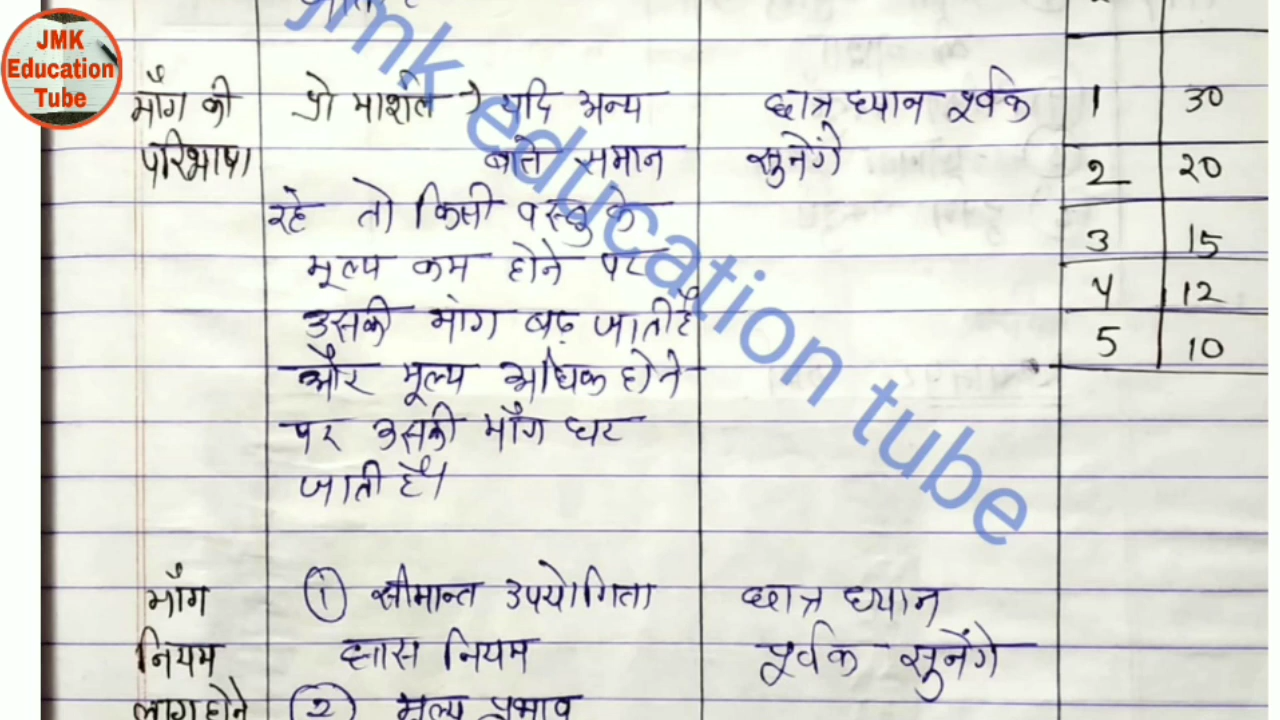 JMK
Education
Tube
jmk education tube
माँग की
परिभाषा
प्रो मार्शल → यदि अन्य
बाते समान
रहे तो किसी वस्तु के
मूल्य कम होने पर
उसकी मांग बढ़ जाती है
और मूल्य अधिक होने
पर उसकी माँग घट
जाती है।
छात्र ध्यान पूर्वक
सुनेगें
1 30
2 20
3 15
4 12
5 10
माँग
नियम
लागू होने
① सीमान्त उपयोगिता
ह्रास नियम
② मूल्य प्रभाव
छात्र ध्यान
पूर्वक सुनेंगे